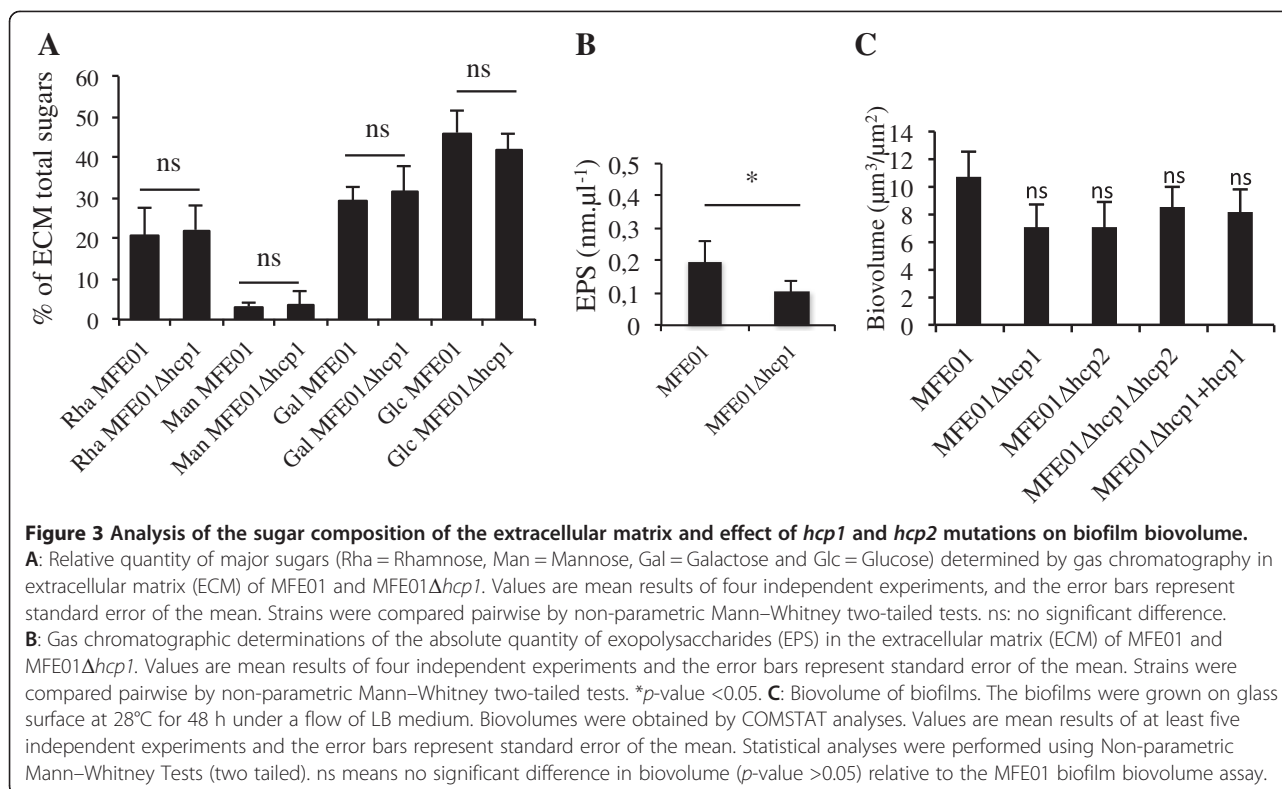 A
60
50
40
30
20
10
0
% of ECM total sugars
ns
ns
ns
ns
Rha MFE01
Rha MFE01Δhcp1
Man MFE01
Man MFE01Δhcp1
Gal MFE01
Gal MFE01Δhcp1
Glc MFE01
Glc MFE01Δhcp1
B
0,5
0,4
0,3
0,2
0,1
0
EPS (nm.µl⁻¹)
*
MFE01
MFE01Δhcp1
C
14
12
10
8
6
4
2
0
Biovolume (µm³/µm²)
ns
ns
ns
ns
MFE01
MFE01Δhcp1
MFE01Δhcp2
MFE01Δhcp1Δhcp2
MFE01Δhcp1+hcp1
Figure 3 Analysis of the sugar composition of the extracellular matrix and effect of hcp1 and hcp2 mutations on biofilm biovolume.
A: Relative quantity of major sugars (Rha = Rhamnose, Man = Mannose, Gal = Galactose and Glc = Glucose) determined by gas chromatography in
extracellular matrix (ECM) of MFE01 and MFE01Δhcp1. Values are mean results of four independent experiments, and the error bars represent
standard error of the mean. Strains were compared pairwise by non-parametric Mann–Whitney two-tailed tests. ns: no significant difference.
B: Gas chromatographic determinations of the absolute quantity of exopolysaccharides (EPS) in the extracellular matrix (ECM) of MFE01 and
MFE01Δhcp1. Values are mean results of four independent experiments and the error bars represent standard error of the mean. Strains were
compared pairwise by non-parametric Mann–Whitney two-tailed tests. *p-value <0.05. C: Biovolume of biofilms. The biofilms were grown on glass
surface at 28°C for 48 h under a flow of LB medium. Biovolumes were obtained by COMSTAT analyses. Values are mean results of at least five
independent experiments and the error bars represent standard error of the mean. Statistical analyses were performed using Non-parametric
Mann–Whitney Tests (two tailed). ns means no significant difference in biovolume (p-value >0.05) relative to the MFE01 biofilm biovolume assay.